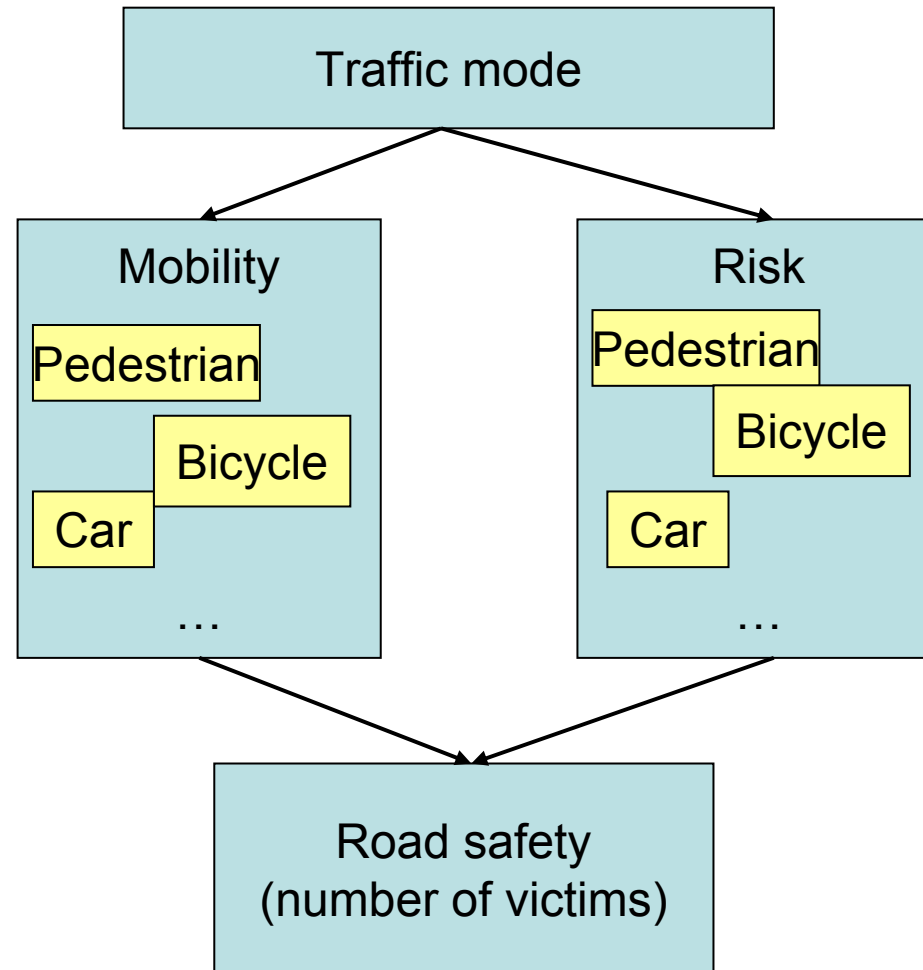 Traffic mode
Mobility
Pedestrian
Bicycle
Car
…
Risk
Pedestrian
Bicycle
Car
…
Road safety
(number of victims)